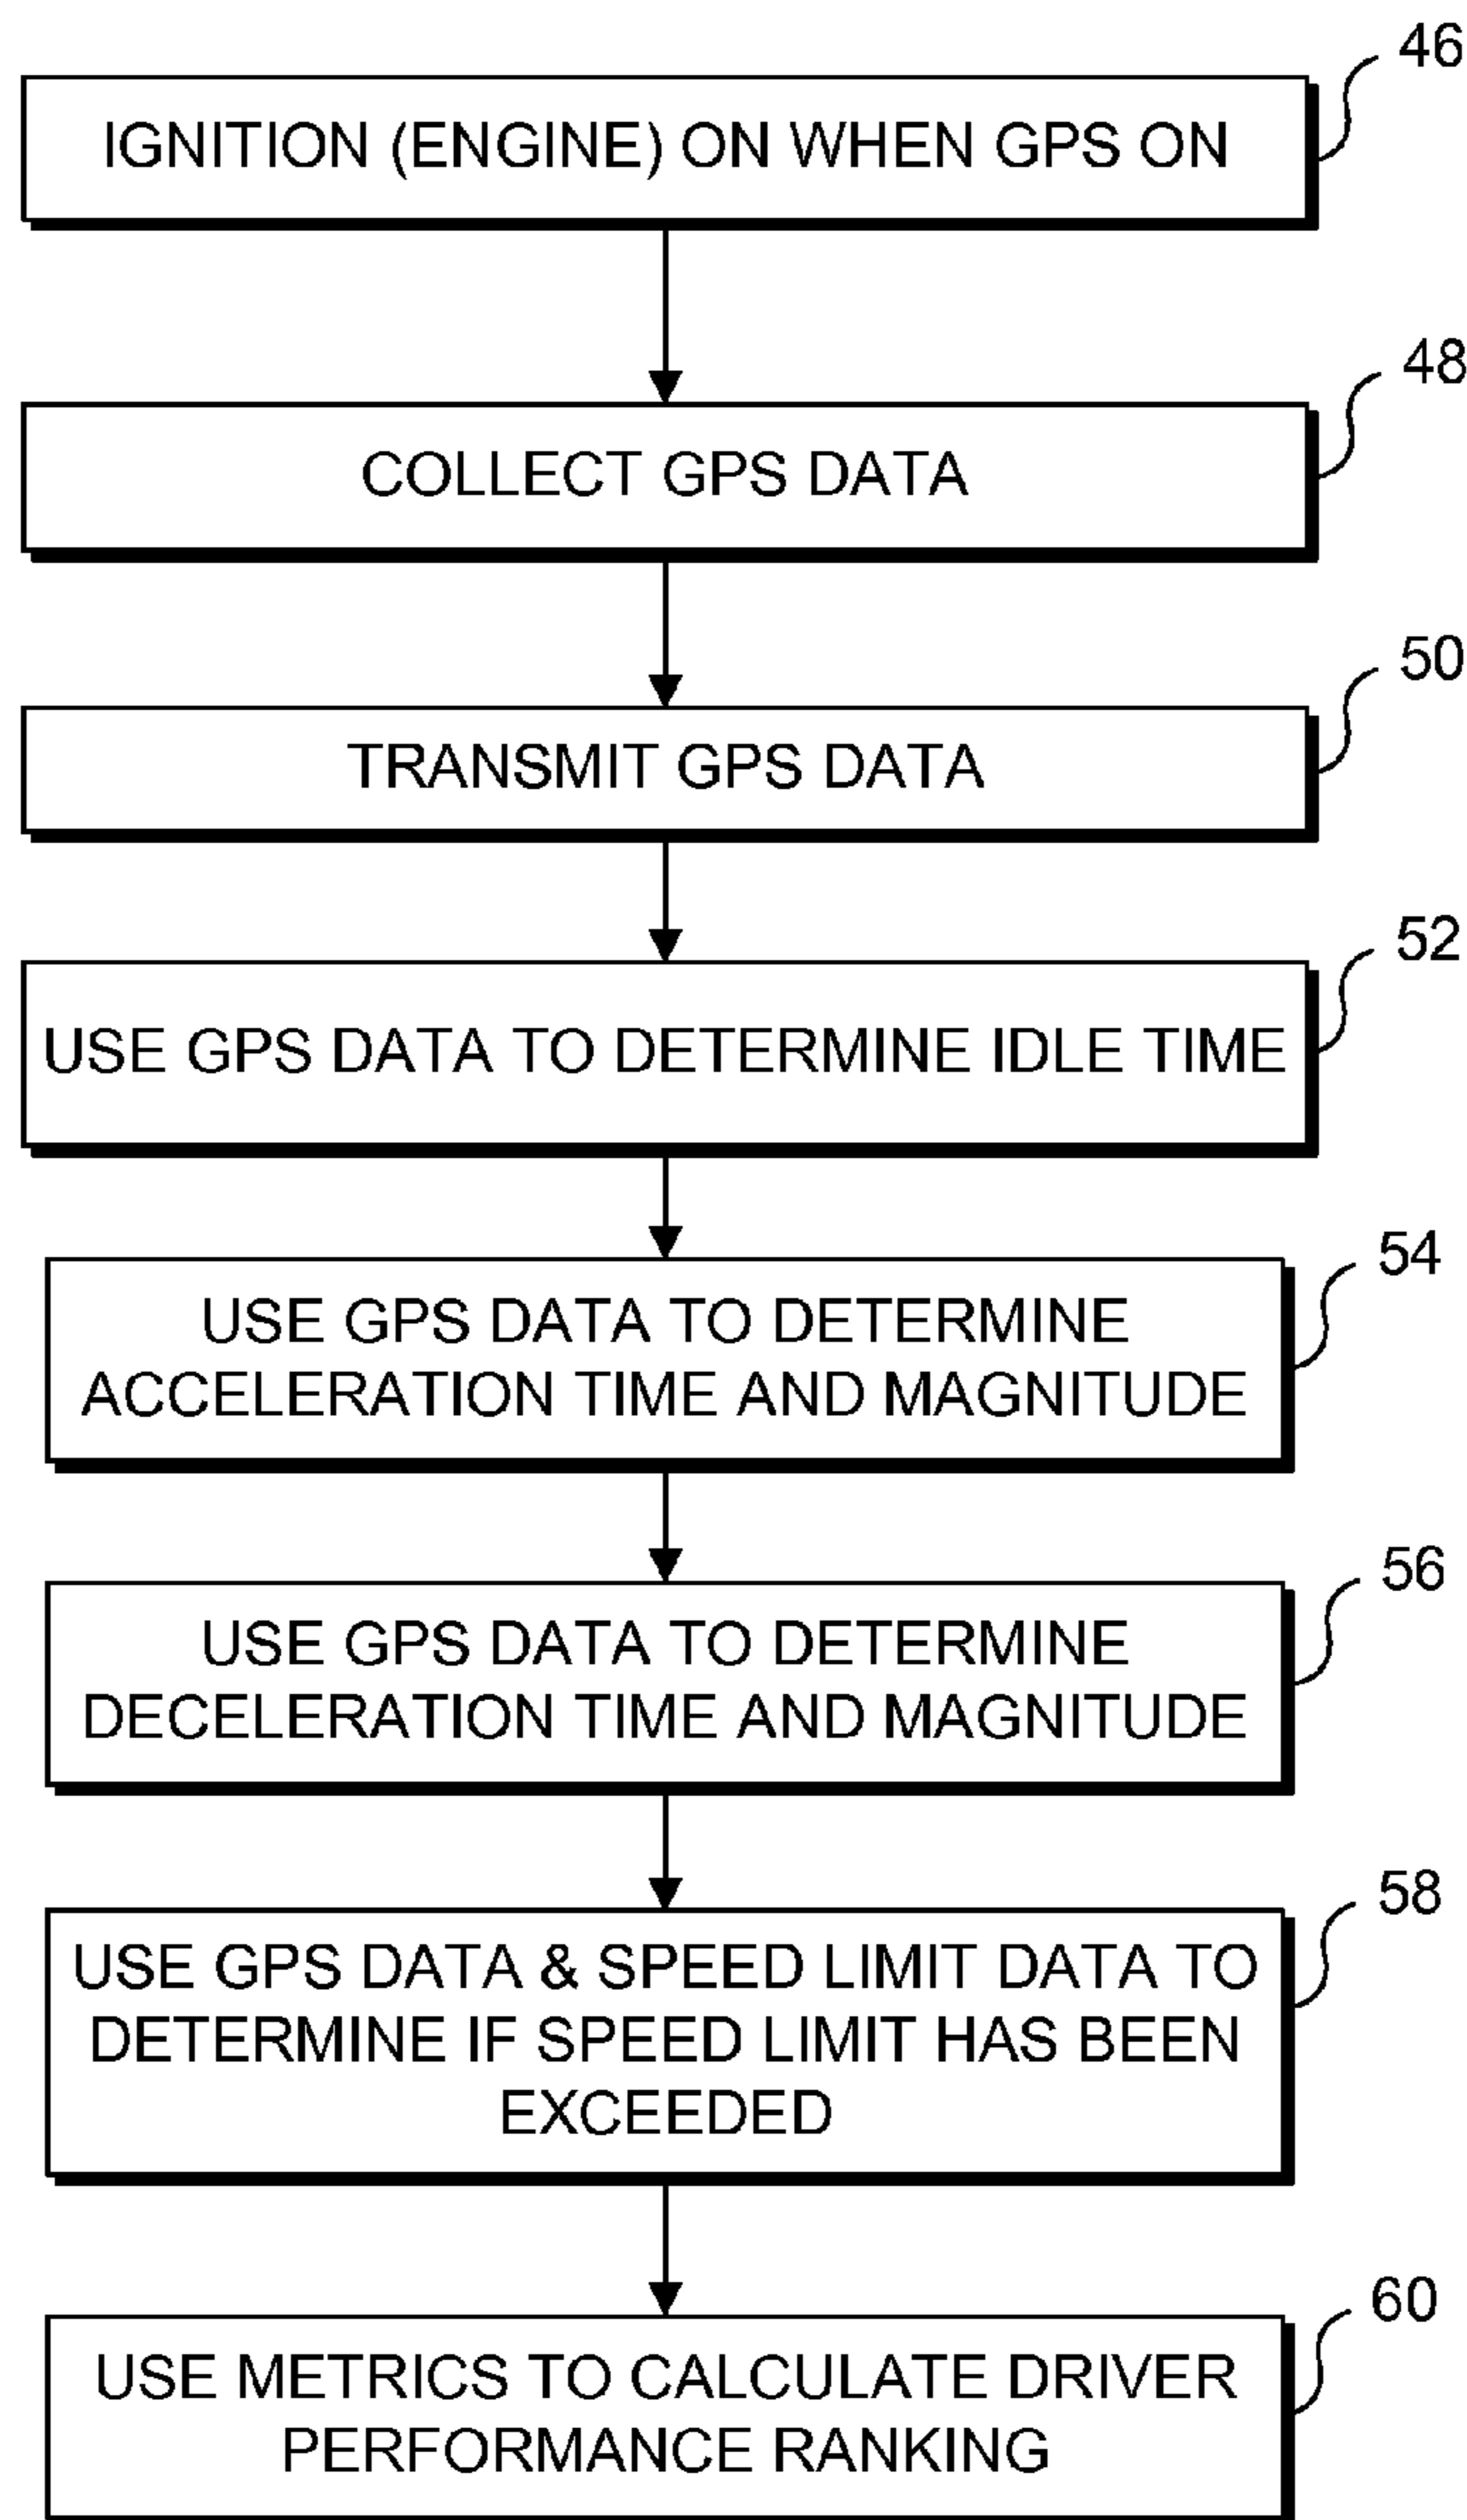 46
IGNITION (ENGINE) ON WHEN GPS ON
48
COLLECT GPS DATA
50
TRANSMIT GPS DATA
52
USE GPS DATA TO DETERMINE IDLE TIME
54
USE GPS DATA TO DETERMINE
ACCELERATION TIME AND MAGNITUDE
56
USE GPS DATA TO DETERMINE
DECELERATION TIME AND MAGNITUDE
58
USE GPS DATA & SPEED LIMIT DATA TO
DETERMINE IF SPEED LIMIT HAS BEEN
EXCEEDED
60
USE METRICS TO CALCULATE DRIVER
PERFORMANCE RANKING